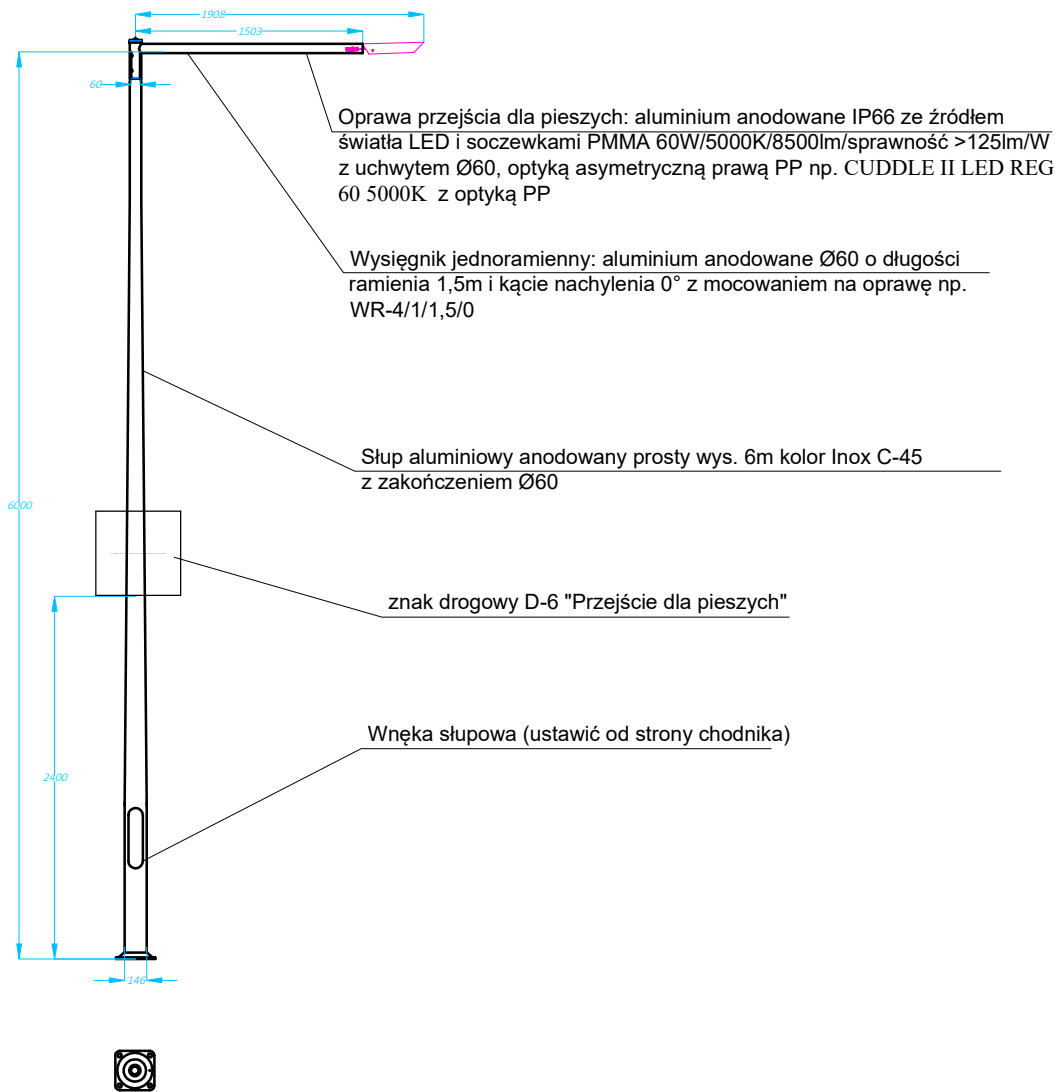 1908
1503
60
Oprawa przejścia dla pieszych: aluminium anodowane IP66 ze źródłem
światła LED i soczewkami PMMA 60W/5000K/8500lm/sprawność >125lm/W
z uchwytem Ø60, optyką asymetryczną prawą PP np. CUDDLE II LED REG
60 5000K z optyką PP
Wysięgnik jednoramienny: aluminium anodowane Ø60 o długości
ramienia 1,5m i kącie nachylenia 0° z mocowaniem na oprawę np.
WR-4/1/1,5/0
Słup aluminiowy anodowany prosty wys. 6m kolor Inox C-45
z zakończeniem Ø60
6000
znak drogowy D-6 "Przejście dla pieszych"
Wnęka słupowa (ustawić od strony chodnika)
2400
146